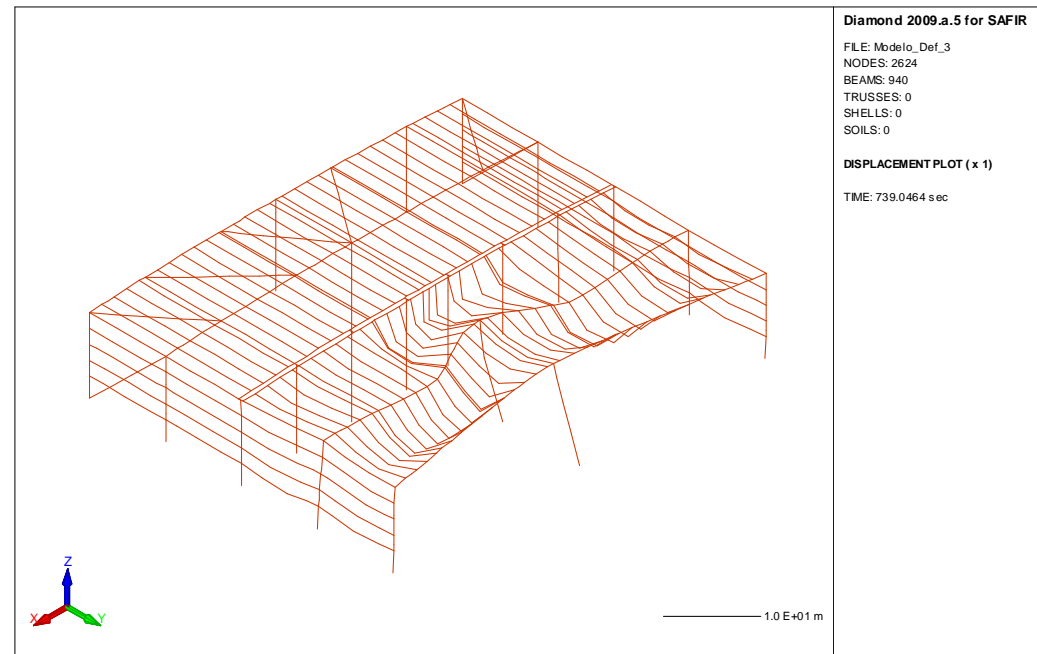 Diamond 2009.a.5 for SAFIR
FILE: Modelo_Def_3
NODES: 2624
BEAMS: 940
TRUSSES: 0
SHELLS: 0
SOILS: 0
DISPLACEMENT PLOT ( x 1)
TIME: 739.0464 sec
Z
X
Y
1.0 E+01 m